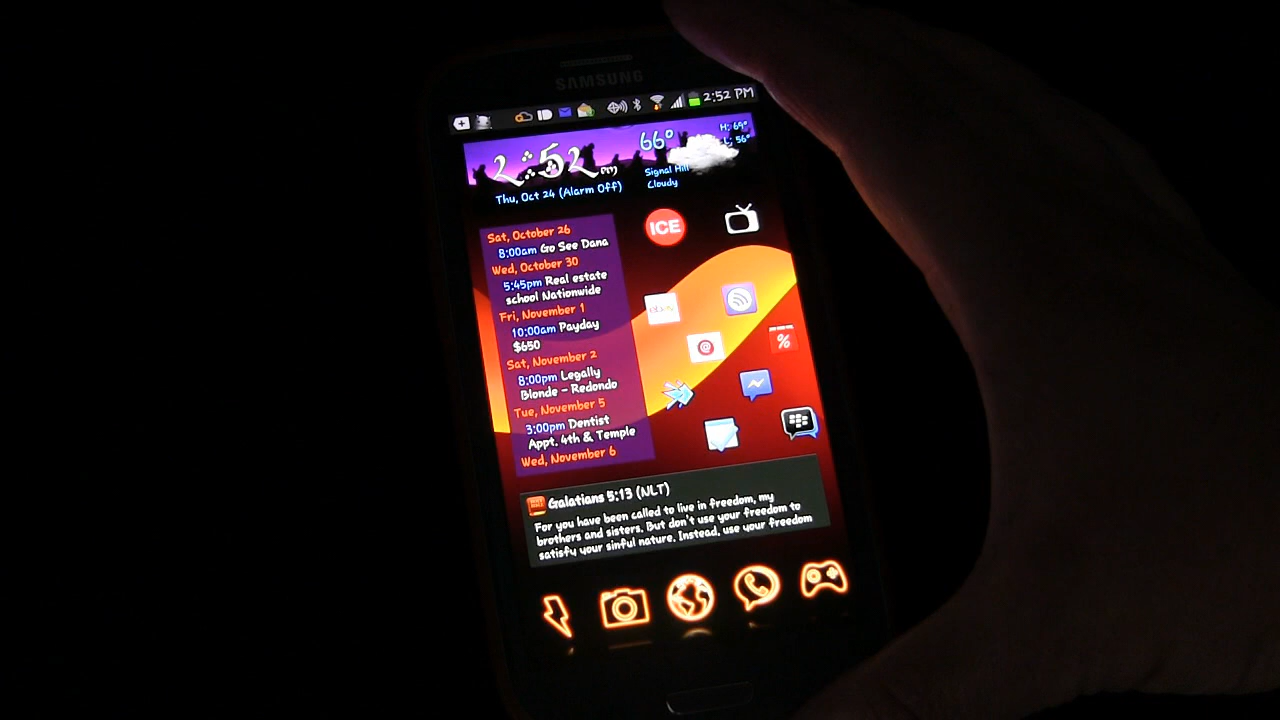 SAMSUNG
2:52 PM
2:52 PM
66°
H: 69°
L: 56°
Signal Hill
Cloudy
Thu, Oct 24 (Alarm Off)
Sat, October 26
8:00am Go See Dana
Wed, October 30
5:45pm Real estate
school Nationwide
Fri, November 1
10:00am Payday
$650
Sat, November 2
8:00pm Legally
Blonde - Redondo
Tue, November 5
3:00pm Dentist
Appt. 4th & Temple
Wed, November 6
ICE
ebay
@
%
Galatians 5:13 (NLT)
For you have been called to live in freedom, my
brothers and sisters. But don't use your freedom to
satisfy your sinful nature. Instead, use your freedom